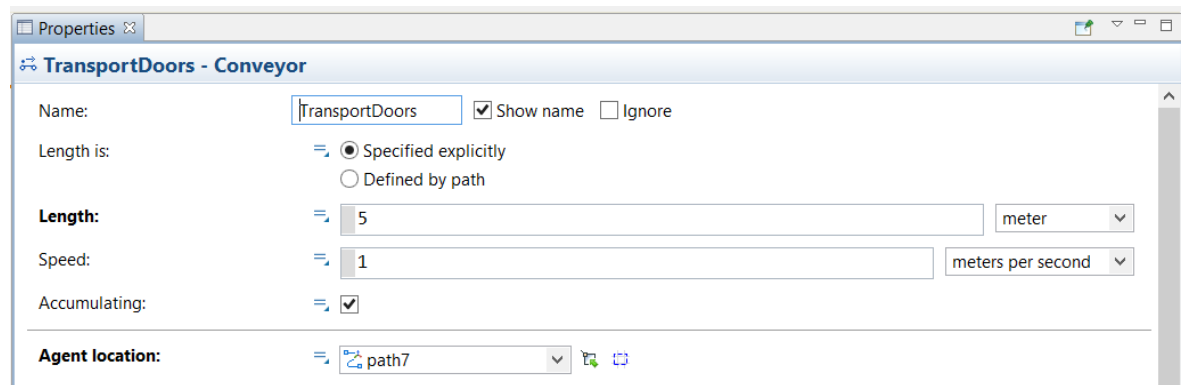 Properties
TransportDoors - Conveyor
Name: TransportDoors Show name Ignore
Length is: Specified explicitly
Defined by path
Length: 5 meter
Speed: 1 meters per second
Accumulating:
Agent location: path7